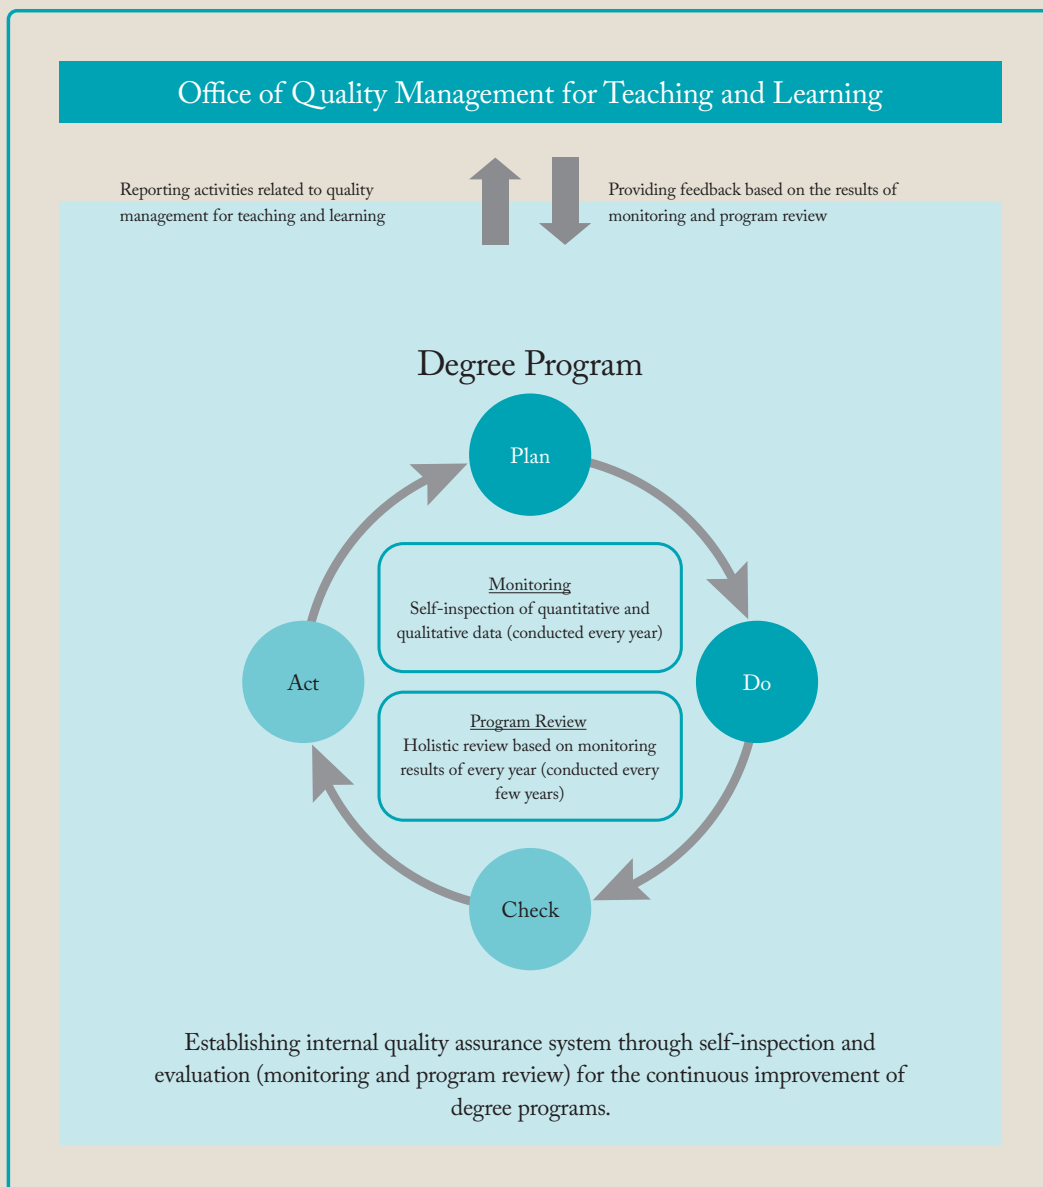 Office of Quality Management for Teaching and Learning
Reporting activities related to quality
management for teaching and learning
Providing feedback based on the results of
monitoring and program review
Degree Program
Plan
Monitoring
Self-inspection of quantitative and
qualitative data (conducted every year)
Act
Do
Program Review
Holistic review based on monitoring
results of every year (conducted every
few years)
Check
Establishing internal quality assurance system through self-inspection and
evaluation (monitoring and program review) for the continuous improvement of
degree programs.